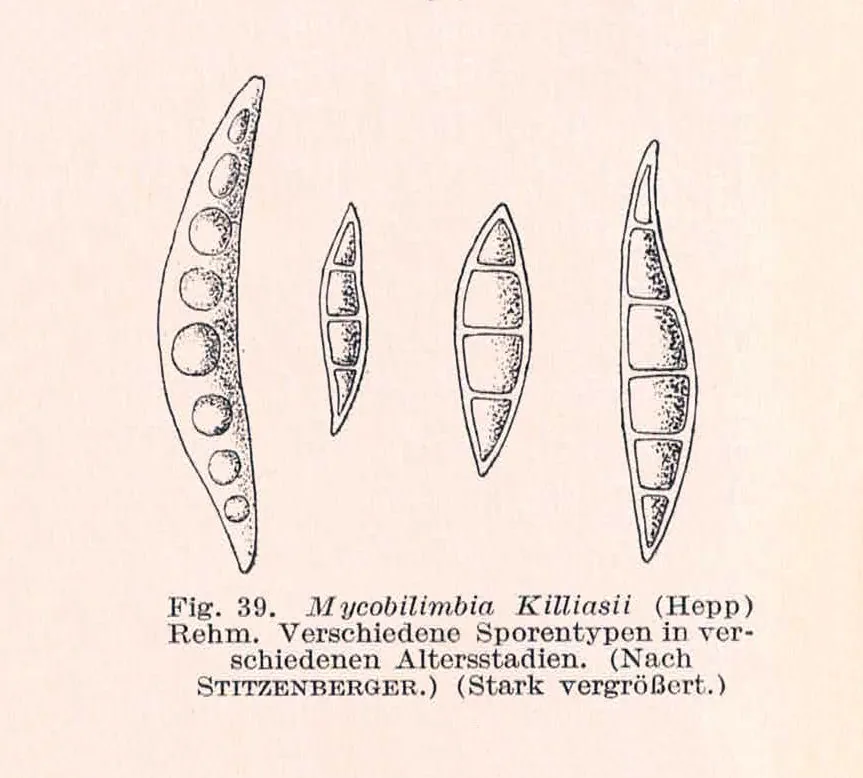 Fig. 39. Mycobilimbia Killiasii (Hepp)
Rehm. Verschiedene Sporentypen in ver-
schiedenen Altersstadien. (Nach
STITZENBERGER.) (Stark vergrößert.)